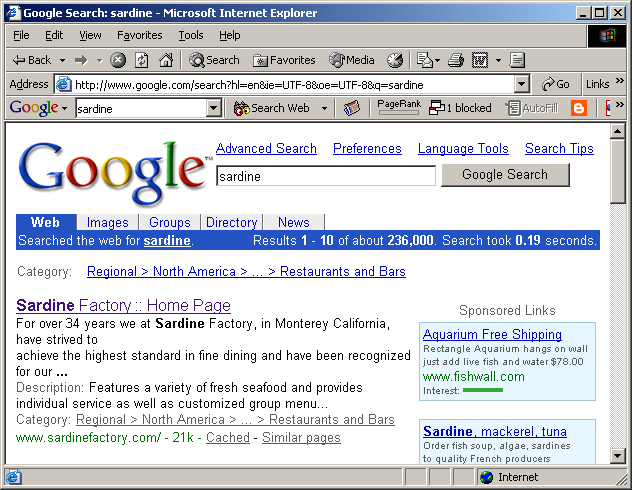 Google Search: sardine - Microsoft Internet Explorer
File Edit View Favorites Tools Help
Back Search Favorites Media
Address http://www.google.com/search?hl=en&ie=UTF-8&oe=UTF-8&q=sardine Go Links »
Google sardine Search Web PageRank 1 blocked AutoFill »
Google™
Advanced Search Preferences Language Tools Search Tips
sardine Google Search
Web Images Groups Directory News
Searched the web for sardine. Results 1 - 10 of about 236,000. Search took 0.19 seconds.
Category: Regional > North America > ... > Restaurants and Bars
Sardine Factory :: Home Page
For over 34 years we at Sardine Factory, in Monterey California,
have strived to
achieve the highest standard in fine dining and have been recognized
for our ...
Description: Features a variety of fresh seafood and provides
individual service as well as customized group menu...
Category: Regional > North America > ... > Restaurants and Bars
www.sardinefactory.com/ - 21k - Cached - Similar pages
Sponsored Links
Aquarium Free Shipping
Rectangle Aquarium hangs on wall
just add live fish and water $78.00
www.fishwall.com
Interest:
Sardine, mackerel, tuna
Order fish soup, algae, sardines
to quality French producers
Internet